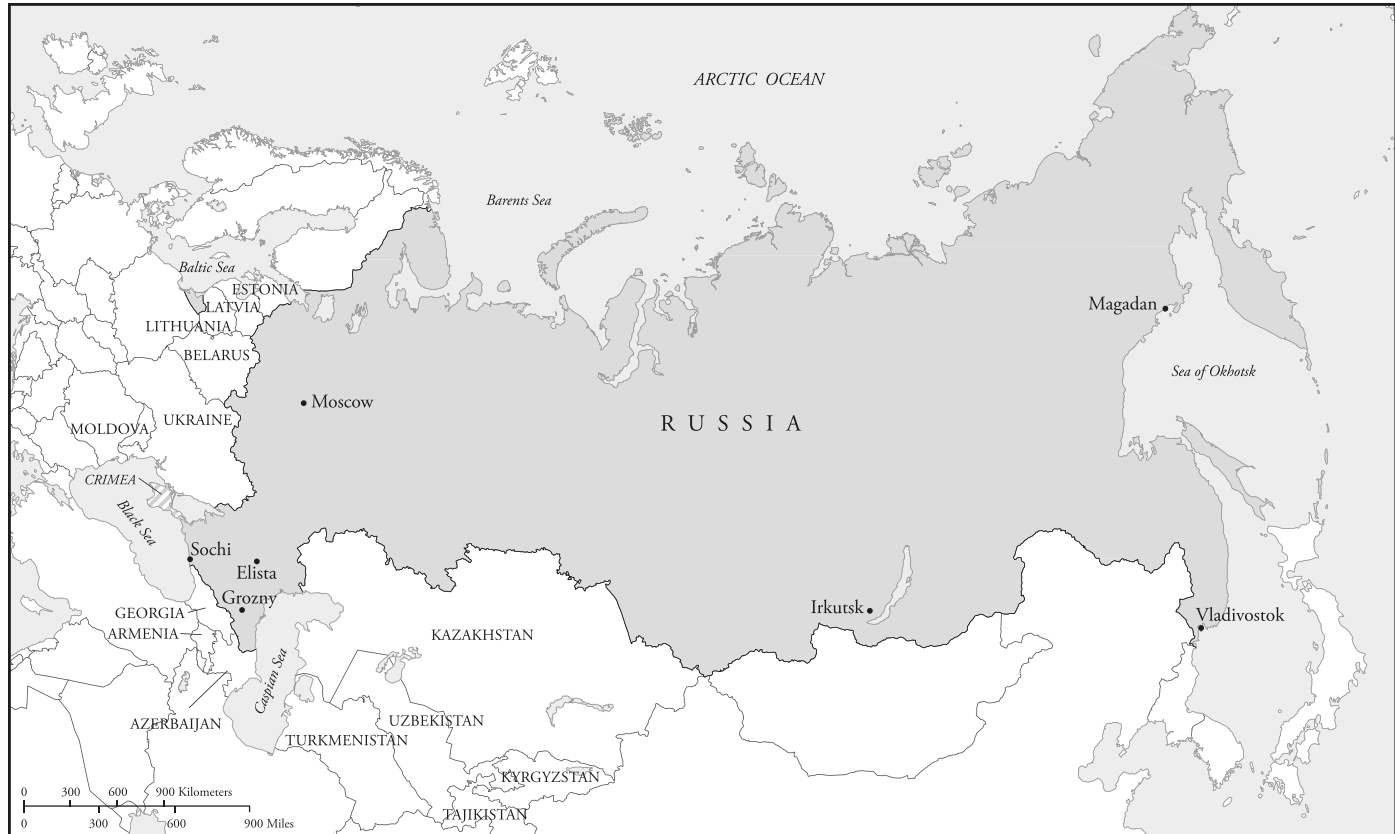 ARCTIC OCEAN
Barents Sea
Baltic Sea
ESTONIA
LATVIA
LITHUANIA
Magadan
BELARUS
Sea of Okhotsk
Moscow
UKRAINE
RUSSIA
MOLDOVA
CRIMEA
Black Sea
Sochi
Elista
Grozny
Irkutsk
GEORGIA
Vladivostok
ARMENIA
KAZAKHSTAN
Caspian Sea
AZERBAIJAN
UZBEKISTAN
TURKMENISTAN
KYRGYZSTAN
0 300 600 900 Kilometers
TAJIKISTAN
0 300 600 900 Miles